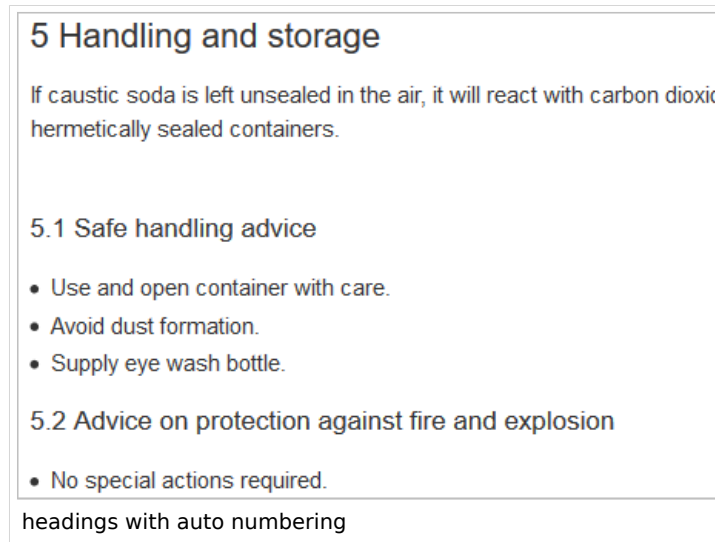 5 Handling and storage
If caustic soda is left unsealed in the air, it will react with carbon
hermetically sealed containers.
5.1 Safe handling advice
• Use and open container with care.
• Avoid dust formation.
• Supply eye wash bottle.
5.2 Advice on protection against fire and explosion
• No special actions required.
headings with auto numbering